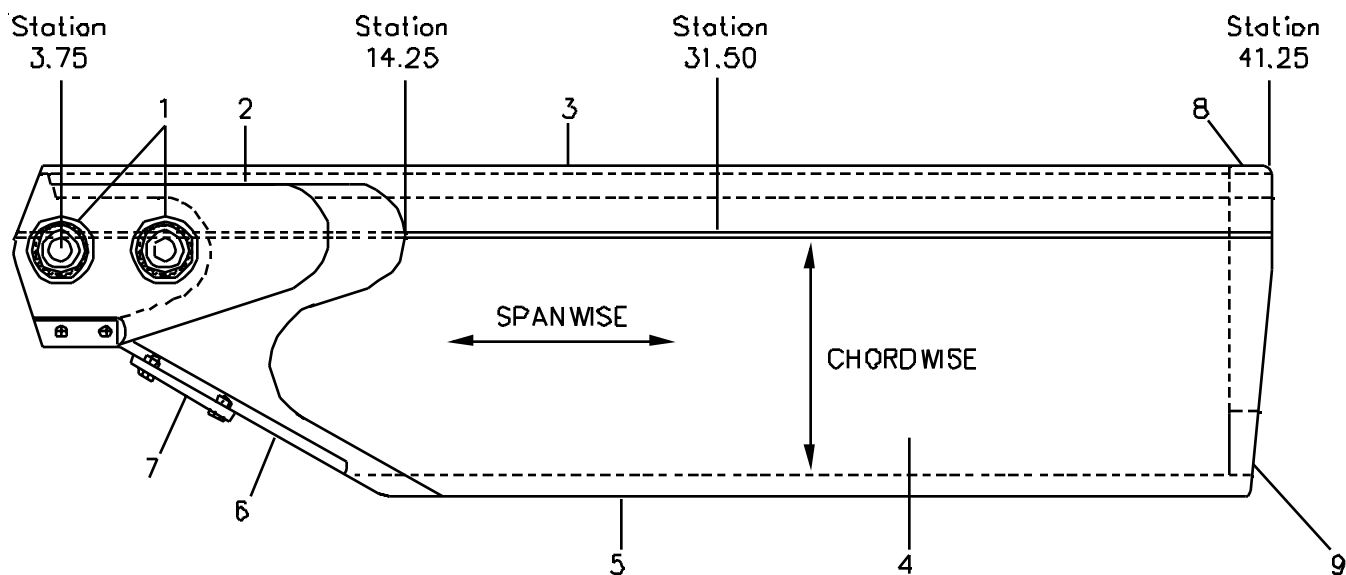 Station
3.75
Station
14.25
Station
31.50
Station
41.25
1
2
3
8
SPANWISE
CHORDWISE
7
6
5
4
9